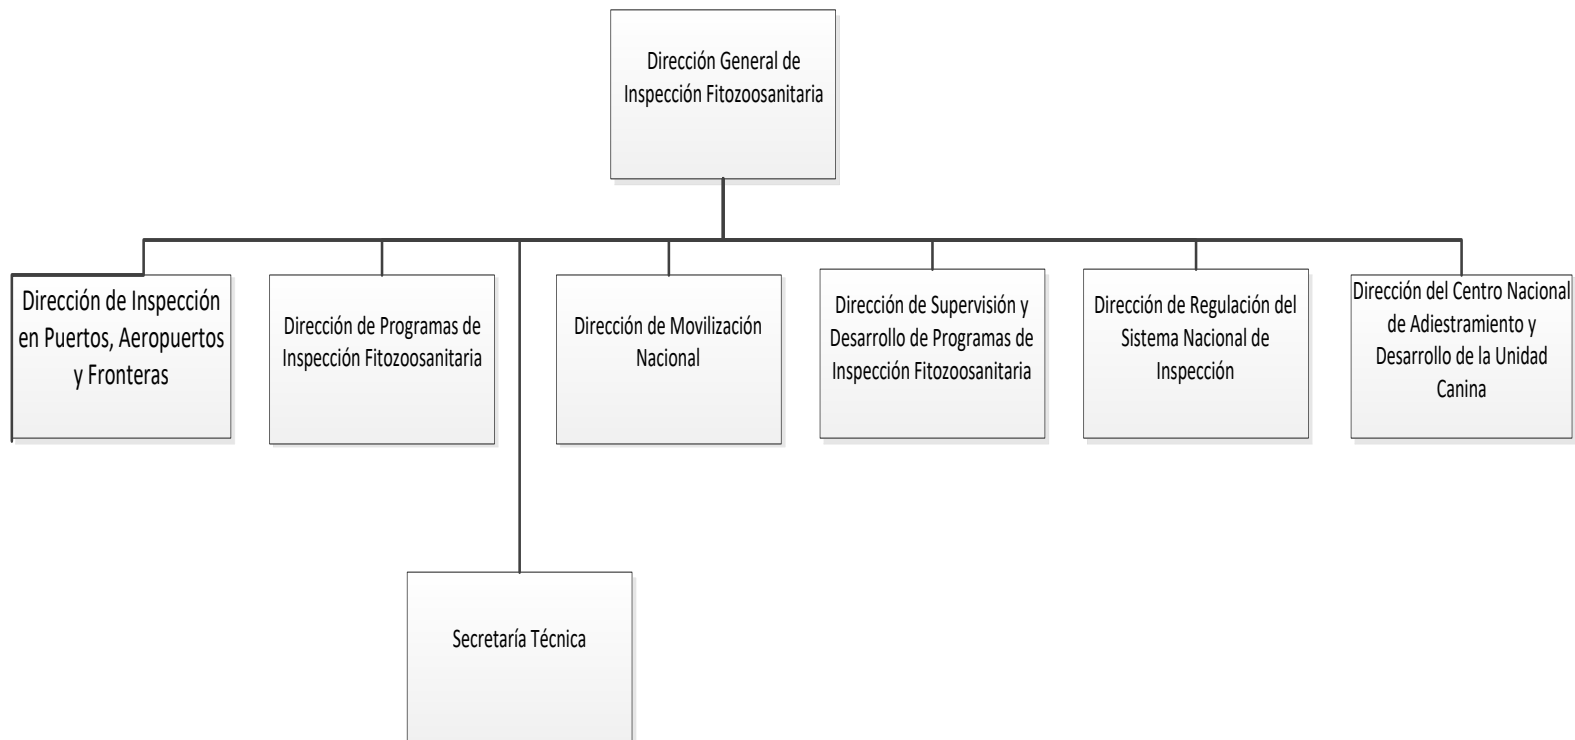 Dirección General de
Inspección Fitozoosanitaria
Dirección de Inspección
en Puertos, Aeropuertos
y Fronteras
Dirección de Programas de
Inspección Fitozoosanitaria
Dirección de Movilización
Nacional
Dirección de Supervisión y
Desarrollo de Programas de
Inspección Fitozoosanitaria
Dirección de Regulación del
Sistema Nacional de
Inspección
Dirección del Centro Nacional
de Adiestramiento y
Desarrollo de la Unidad
Canina
Secretaría Técnica